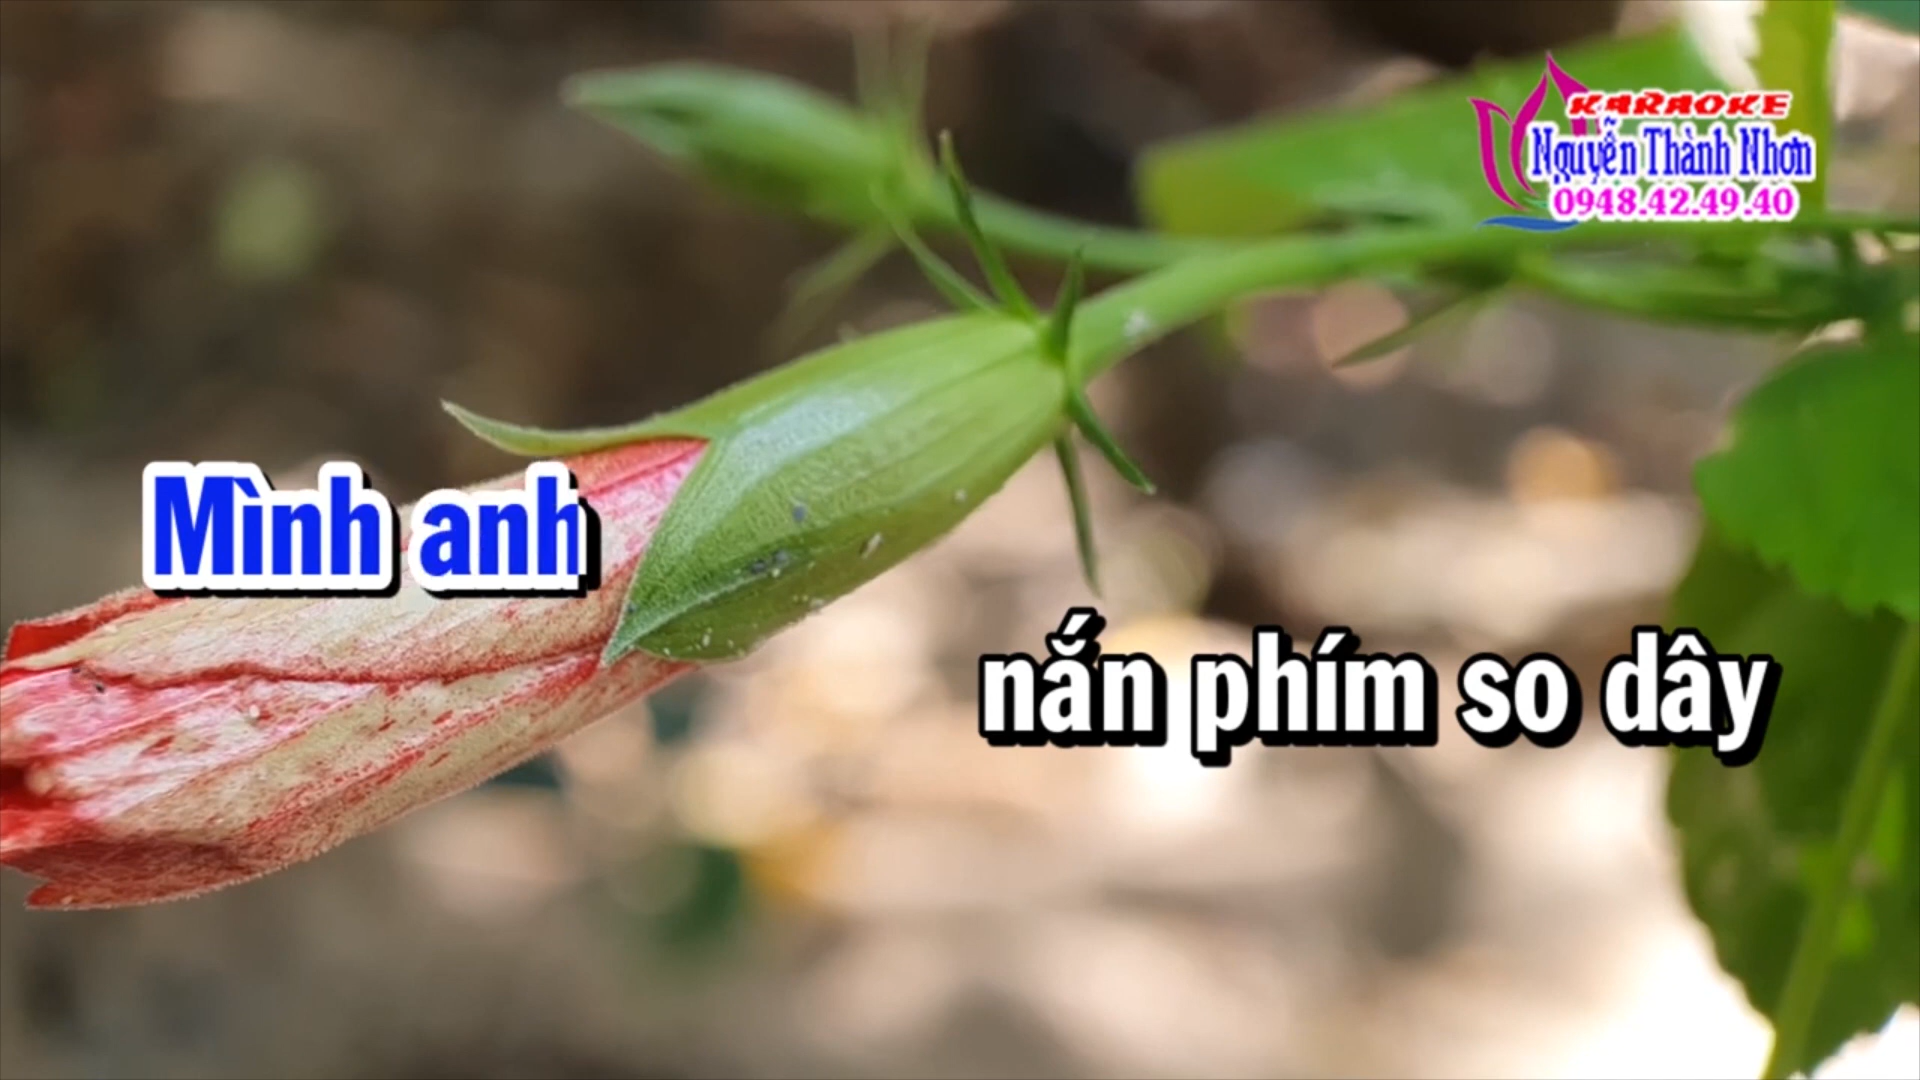 KARAOKE
Nguyễn Thành Nhơn
0948.42.49.40
Mình anh
nắn phím so dây